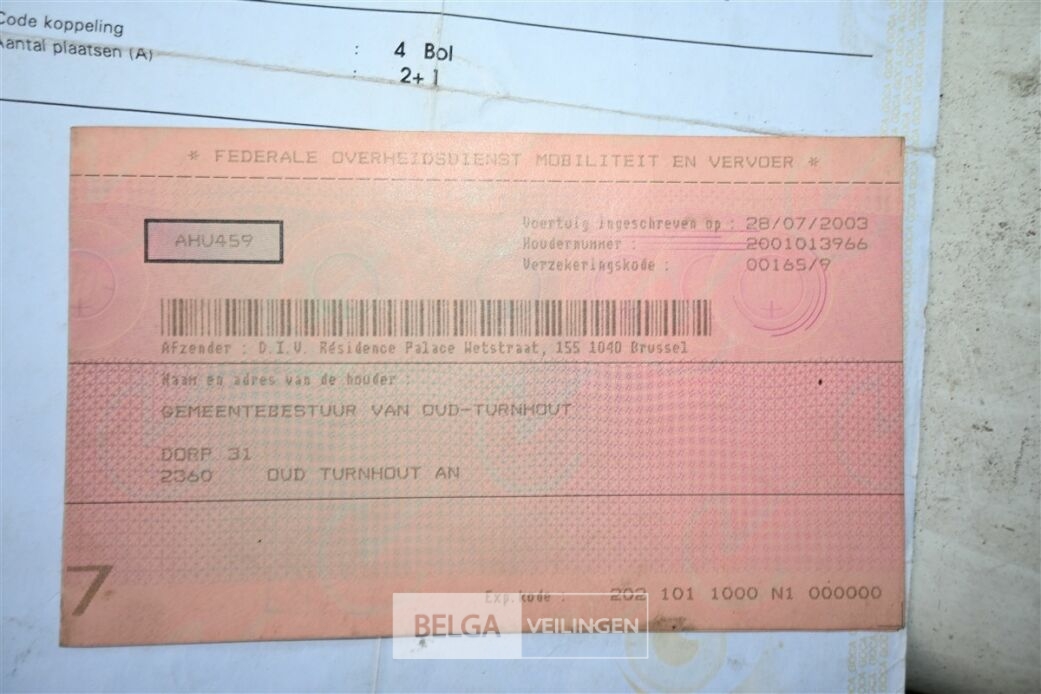 Code koppeling : 4 Bol
Aantal plaatsen (A) : 2+1
* FEDERALE OVERHEIDSDIENST MOBILITEIT EN VERVOER *
AHU459
Voertuig ingeschreven op : 28/07/2003
Houdernummer : 2001013966
Verzekeringskode : 00165/9
Afzender : D.I.V. Résidence Palace Wetstraat, 155 1040 Brussel
Naam en adres van de houder :
GEMEENTEBESTUUR VAN OUD-TURNHOUT
DORP 31
2360 OUD TURNHOUT AN
7
Exp.kode : 202 101 1000 N1 000000
BELGA VEILINGEN